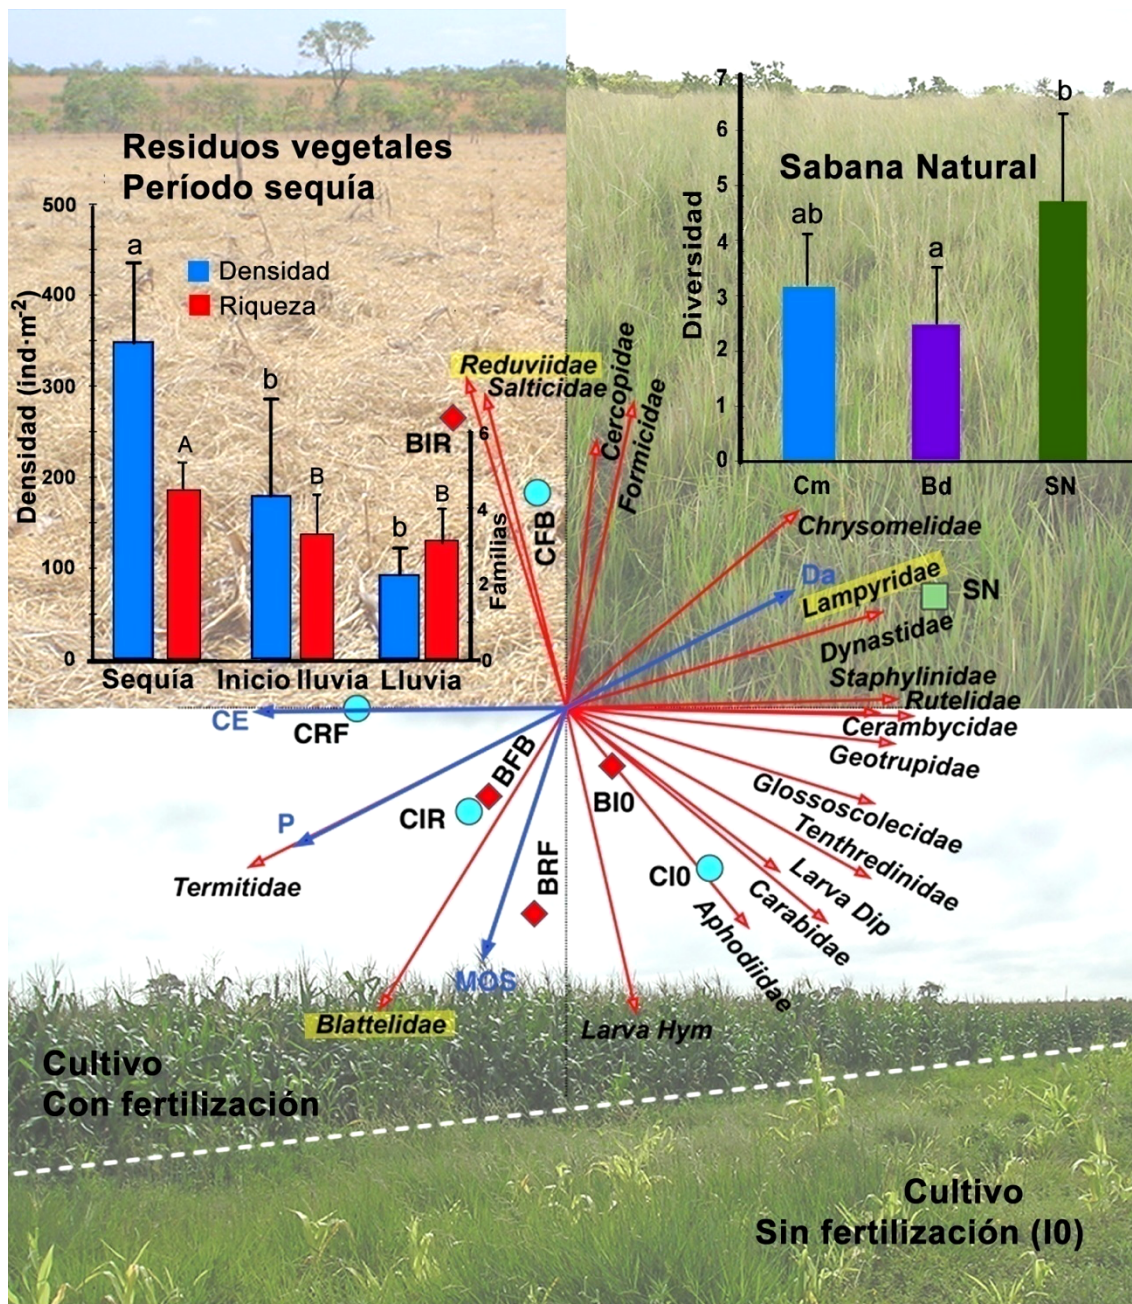 Residuos vegetales
Período sequía
Densidad (ind·m-2)
500
400
300
200
100
0
Densidad
Riqueza
a
A
b
B
b
B
Sequía
Inicio lluvia
Lluvia
6
4
2
0
Familias
Sabana Natural
Diversidad
7
6
5
4
3
2
1
0
ab
a
b
Cm
Bd
SN
Reduviidae
Salticidae
Cercopidae
Formicidae
BIR
CFB
Chrysomelidae
Da
Lampyridae
SN
Dynastidae
Staphylinidae
Rutelidae
Cerambycidae
Geotrupidae
CE
CRF
BFB
CIR
P
Termitidae
BRF
MOS
Blattelidae
BI0
CI0
Glossoscolecidae
Tenthredinidae
Larva Dip
Carabidae
Aphodiidae
Larva Hym
Cultivo
Con fertilización
Cultivo
Sin fertilización (I0)